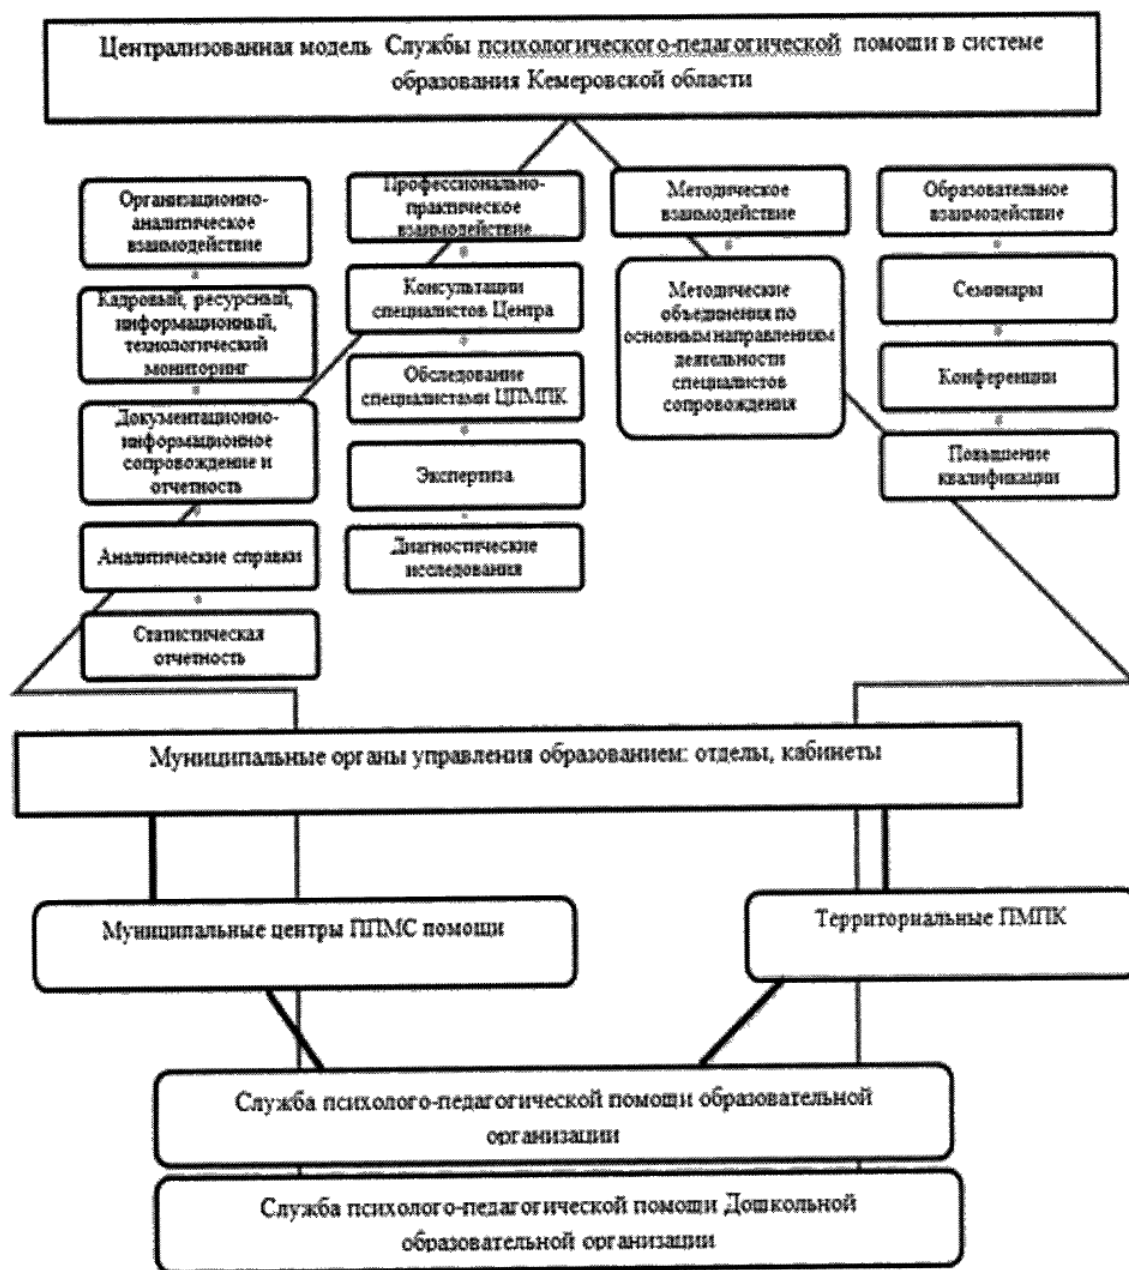 Централизованная модель Службы психологического-педагогической помощи в системе
образования Кемеровской области
Организационно-
аналитическое
взаимодействие
Кадровый, ресурсный,
информационный,
технологический
мониторинг
Документационно-
информационное
сопровождение и
отчетность
Аналитические справки
Статистическая
отчетность
Профессионально-
практическое
взаимодействие
Консультации
специалистов Центра
Обследование
специалистами ЦПМПК
Экспертиза
Диагностические
исследования
Методическое
взаимодействие
Методические
объединения по
основным направлениям
деятельности
специалистов
сопровождения
Образовательное
взаимодействие
Семинары
Конференции
Повышение
квалификации
Муниципальные органы управления образованием: отделы, кабинеты
Муниципальные центры ППМС помощи
Территориальные ПМПК
Служба психолого-педагогической помощи образовательной
организации
Служба психолого-педагогической помощи Дошкольной
образовательной организации